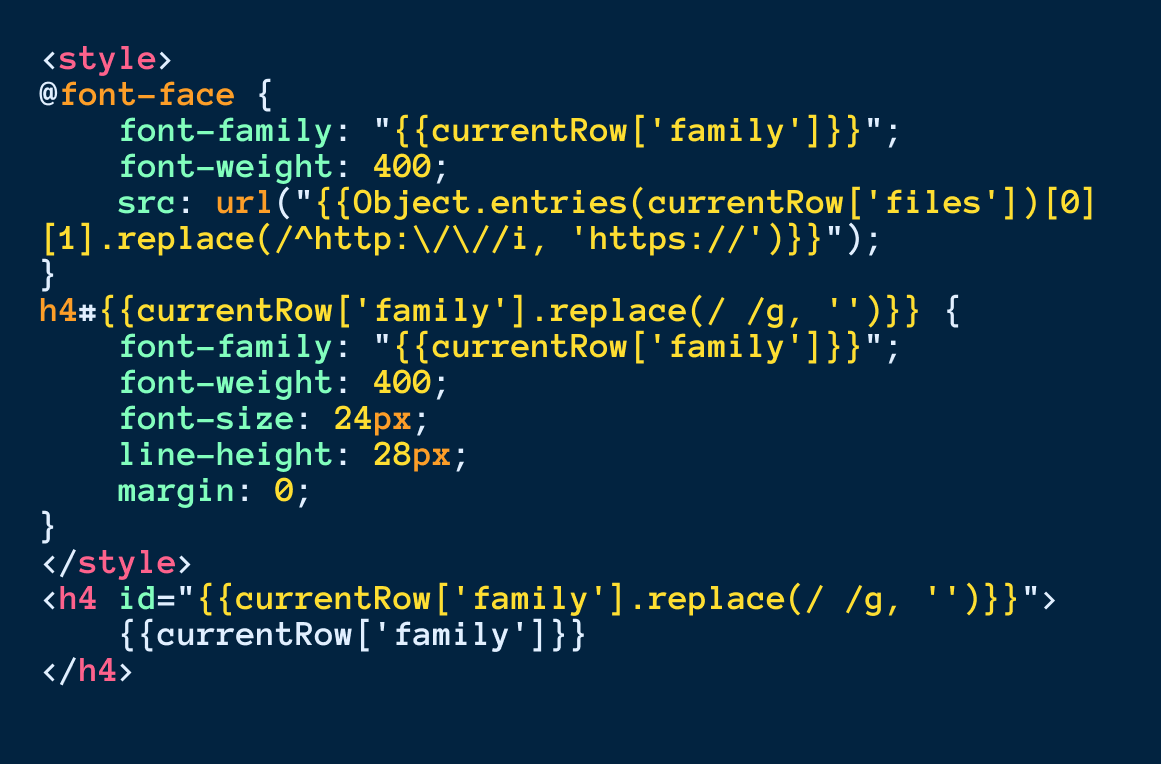 <style>
@font-face {
    font-family: "{{currentRow['family']}}";
    font-weight: 400;
    src: url("{{Object.entries(currentRow['files'])[0]
[1].replace(/^http:\/\//i, 'https://')}}");
}
h4#{{currentRow['family'].replace(/ /g, '')}} {
    font-family: "{{currentRow['family']}}";
    font-weight: 400;
    font-size: 24px;
    line-height: 28px;
    margin: 0;
}
</style>
<h4 id="{{currentRow['family'].replace(/ /g, '')}}">
    {{currentRow['family']}}
</h4>